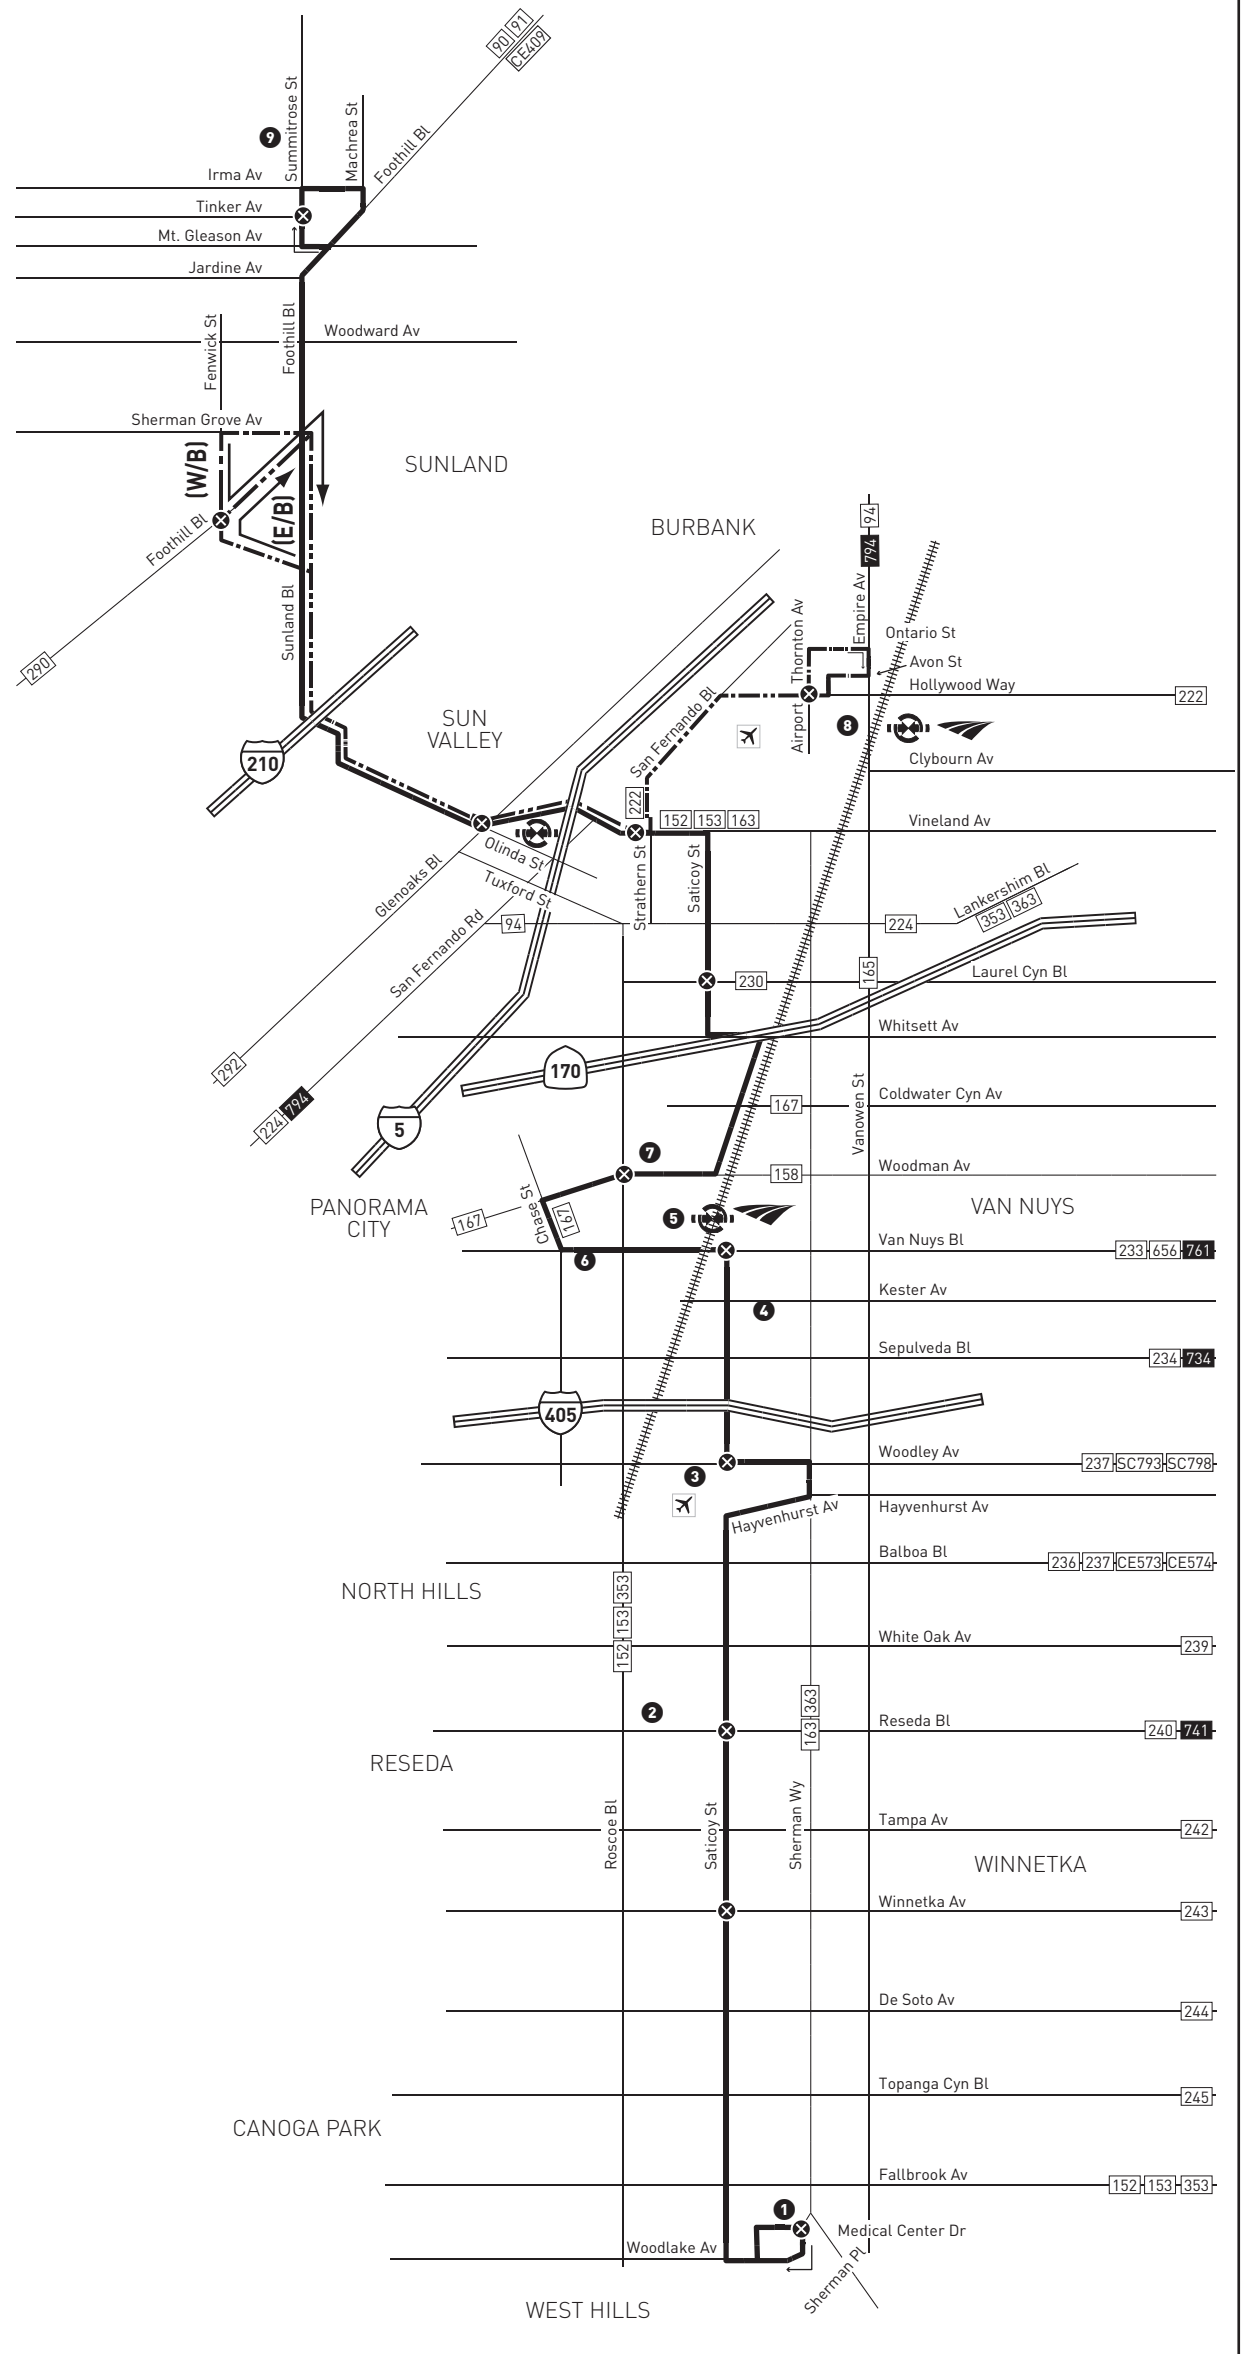 90 91
CE409
Summitrose St
Machrea St
Foothill Bl
9
Irma Av
Tinker Av
Mt. Gleason Av
Jardine Av
Fenwick St
Foothill Bl
Woodward Av
Sherman Grove Av
(W/B)
(E/B)
SUNLAND
Foothill Bl
290
Sunland Bl
BURBANK
94
794
Empire Av
Airport Thornton Av
Ontario St
Avon St
Hollywood Way
222
8
San Fernando Bl
SUN
VALLEY
210
Clybourn Av
222
152 153 163
Vineland Av
Olinda St
Tuxford St
Glenoaks Bl
San Fernando Rd
Strathern St
Saticoy St
Lankershim Bl
353 363
94
224
165
230
Laurel Cyn Bl
Whitsett Av
292
170
224 794
5
167
Coldwater Cyn Av
Vanowen St
7
158
Woodman Av
PANORAMA
CITY
167
Chase St
167
5
VAN NUYS
Van Nuys Bl
233 656 761
6
Kester Av
4
Sepulveda Bl
234 734
405
Woodley Av
237 SC793 SC798
3
Hayvenhurst Av
Hayvenhurst Av
Balboa Bl
236 237 CE573 CE574
NORTH HILLS
152 153 353
White Oak Av
239
2
163 363
Reseda Bl
240 741
RESEDA
Roscoe Bl
Saticoy St
Sherman Wy
Tampa Av
242
WINNETKA
Winnetka Av
243
De Soto Av
244
Topanga Cyn Bl
245
CANOGA PARK
Fallbrook Av
152 153 353
1
Medical Center Dr
Woodlake Av
Sherman Pl
WEST HILLS